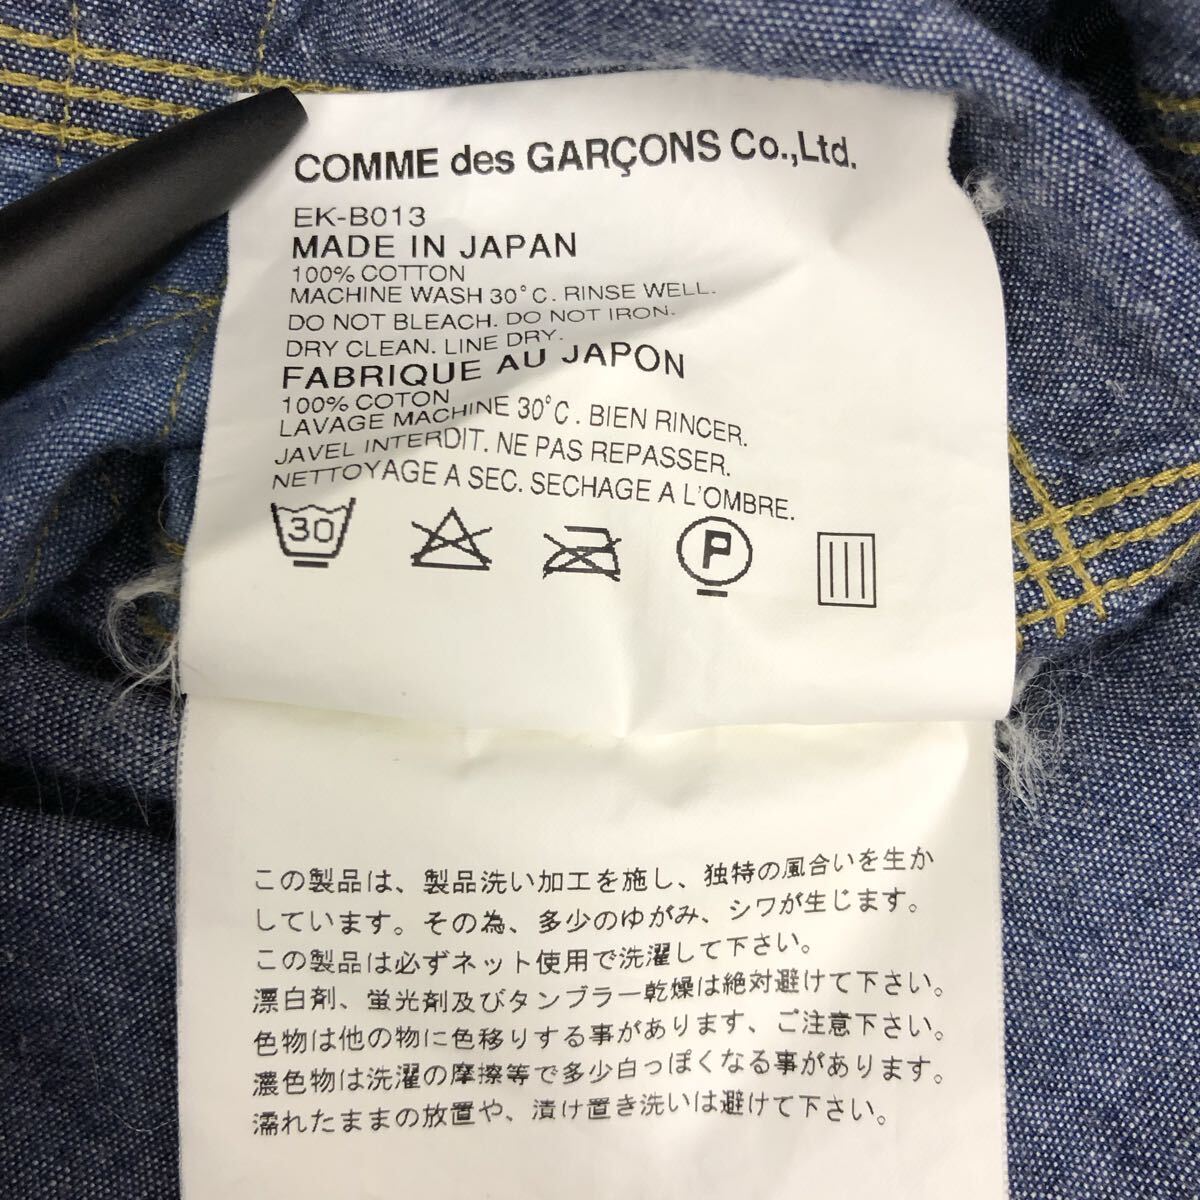 COMME des GARÇONS Co.,Ltd.
EK-B013
MADE IN JAPAN
100% COTTON
MACHINE WASH 30°C. RINSE WELL.
DO NOT BLEACH. DO NOT IRON.
DRY CLEAN. LINE DRY.
FABRIQUE AU JAPON
100% COTON
LAVAGE MACHINE 30°C. BIEN RINCER.
JAVEL INTERDIT. NE PAS REPASSER.
NETTOYAGE A SEC. SECHAGE A L'OMBRE.
30 P
この製品は、製品洗い加工を施し、独特の風合いを生か
しています。その為、多少のゆがみ、シワが生じます。
この製品は必ずネット使用で洗濯して下さい。
漂白剤、蛍光剤及びタンブラー乾燥は絶対避けて下さい。
色物は他の物に色移りする事があります、ご注意下さい。
濃色物は洗濯の摩擦等で多少白っぽくなる事があります。
濡れたままの放置や、漬け置き洗いは避けて下さい。